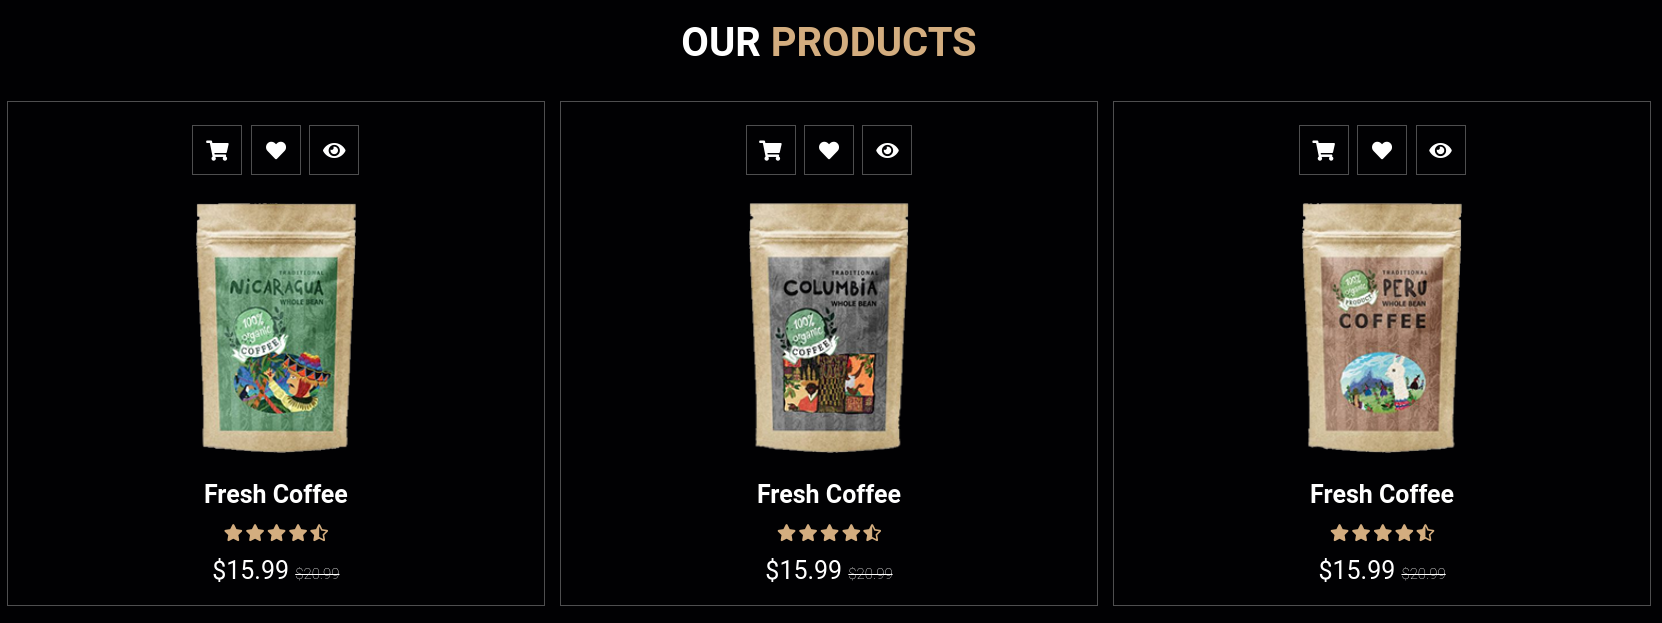 OUR PRODUCTS
TRADITIONAL
NICARAGUA
WHOLE BEAN
100%
organic
COFFEE
Fresh Coffee
$15.99 $20.99
TRADITIONAL
COLUMBIA
WHOLE BEAN
100%
organic
COFFEE
Fresh Coffee
$15.99 $20.99
100%
organic
PRODUCT
TRADITIONAL
PERU
WHOLE BEAN
COFFEE
Fresh Coffee
$15.99 $20.99